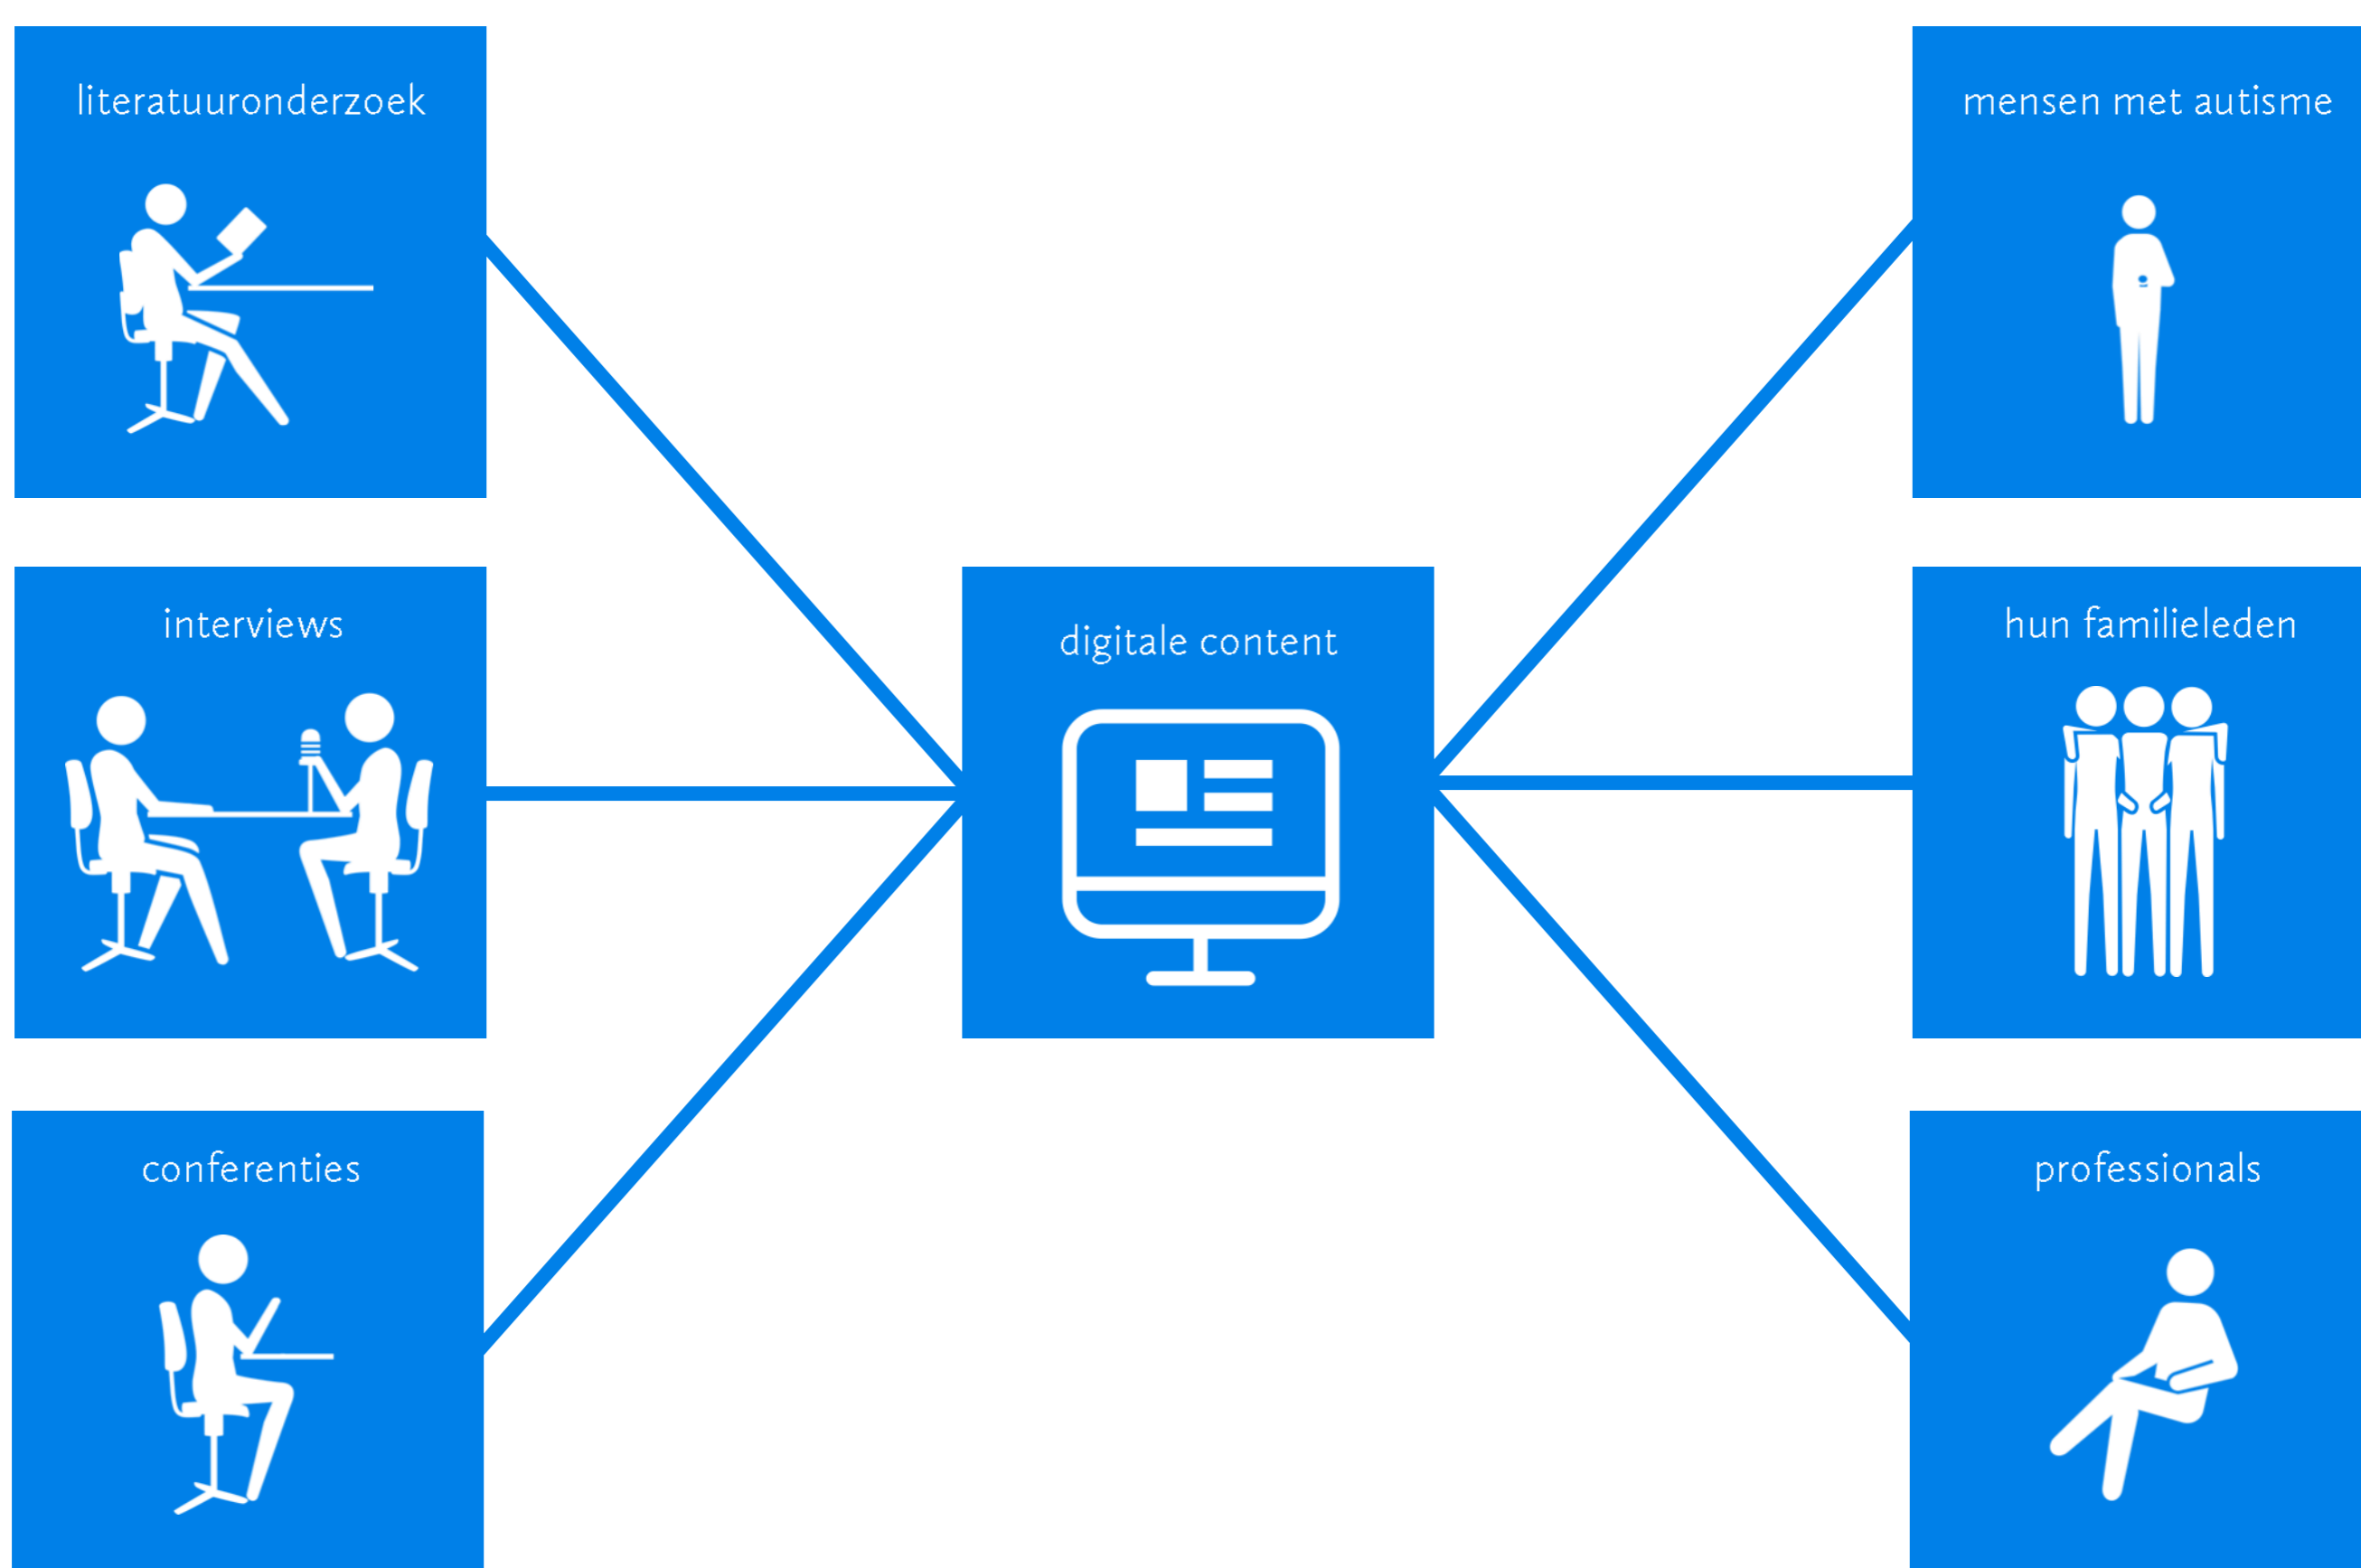 literatuuronderzoek
interviews
conferenties
digitale content
mensen met autisme
hun familieleden
professionals